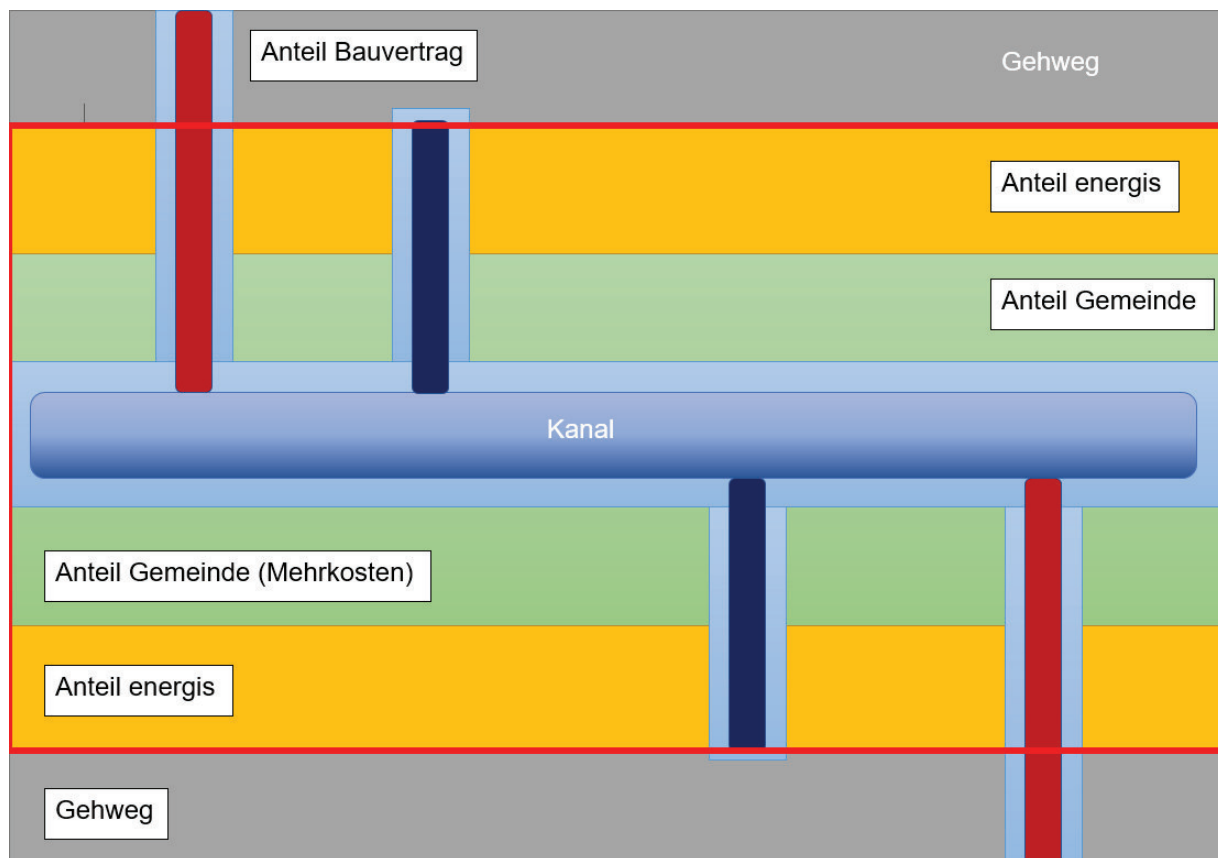 Anteil Bauvertrag
Gehweg
Anteil energis
Anteil Gemeinde
Kanal
Anteil Gemeinde (Mehrkosten)
Anteil energis
Gehweg